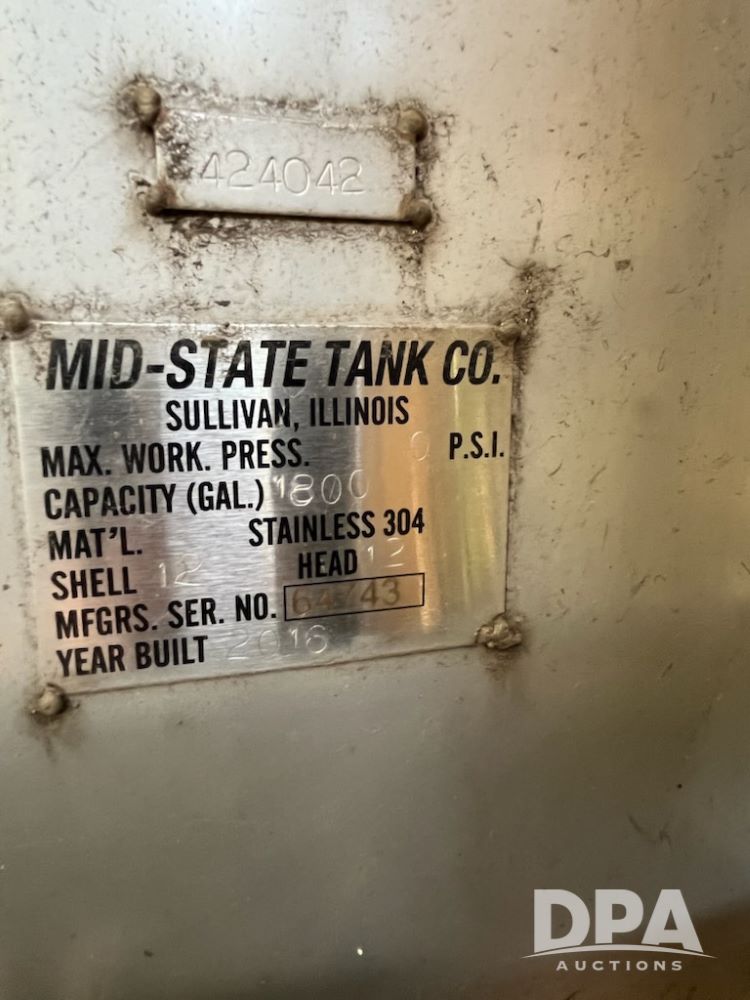 424042
MID-STATE TANK CO.
SULLIVAN, ILLINOIS
MAX. WORK. PRESS. 0 P.S.I.
CAPACITY (GAL.) 1800
MAT'L. STAINLESS 304
SHELL 12 HEAD 12
MFGRS. SER. NO.
YEAR BUILT 2016
DPA
AUCTIONS